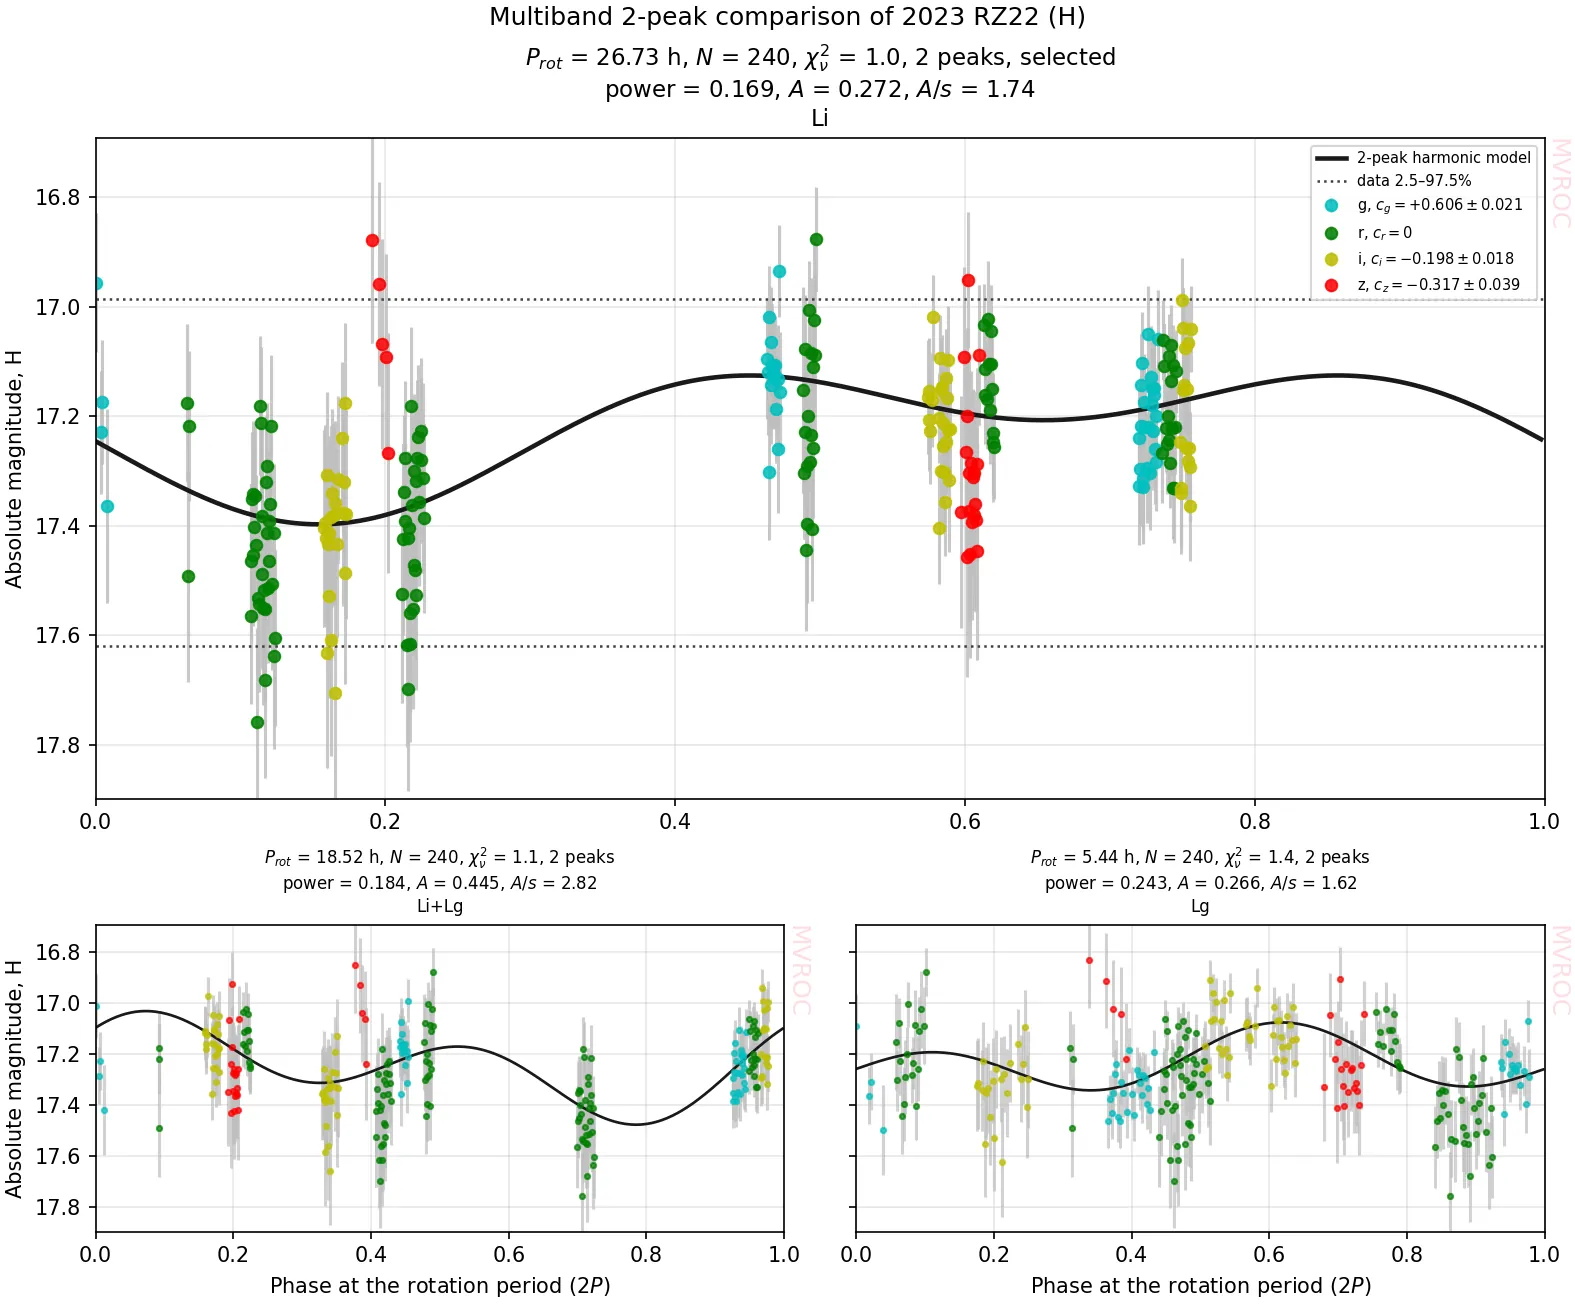 Multiband 2-peak comparison of 2023 RZ22 (H)
P_rot = 26.73 h, N = 240, χ²_ν = 1.0, 2 peaks, selected
power = 0.169, A = 0.272, A/s = 1.74
Li
MVROC
2-peak harmonic model
data 2.5–97.5%
g, c_g = +0.606 ± 0.021
r, c_r = 0
i, c_i = −0.198 ± 0.018
z, c_z = −0.317 ± 0.039
Absolute magnitude, H
16.8
17.0
17.2
17.4
17.6
17.8
0.0 0.2 0.4 0.6 0.8 1.0
P_rot = 18.52 h, N = 240, χ²_ν = 1.1, 2 peaks
power = 0.184, A = 0.445, A/s = 2.82
Li+Lg
MVROC
Absolute magnitude, H
16.8
17.0
17.2
17.4
17.6
17.8
0.0 0.2 0.4 0.6 0.8 1.0
Phase at the rotation period (2P)
P_rot = 5.44 h, N = 240, χ²_ν = 1.4, 2 peaks
power = 0.243, A = 0.266, A/s = 1.62
Lg
MVROC
0.0 0.2 0.4 0.6 0.8 1.0
Phase at the rotation period (2P)